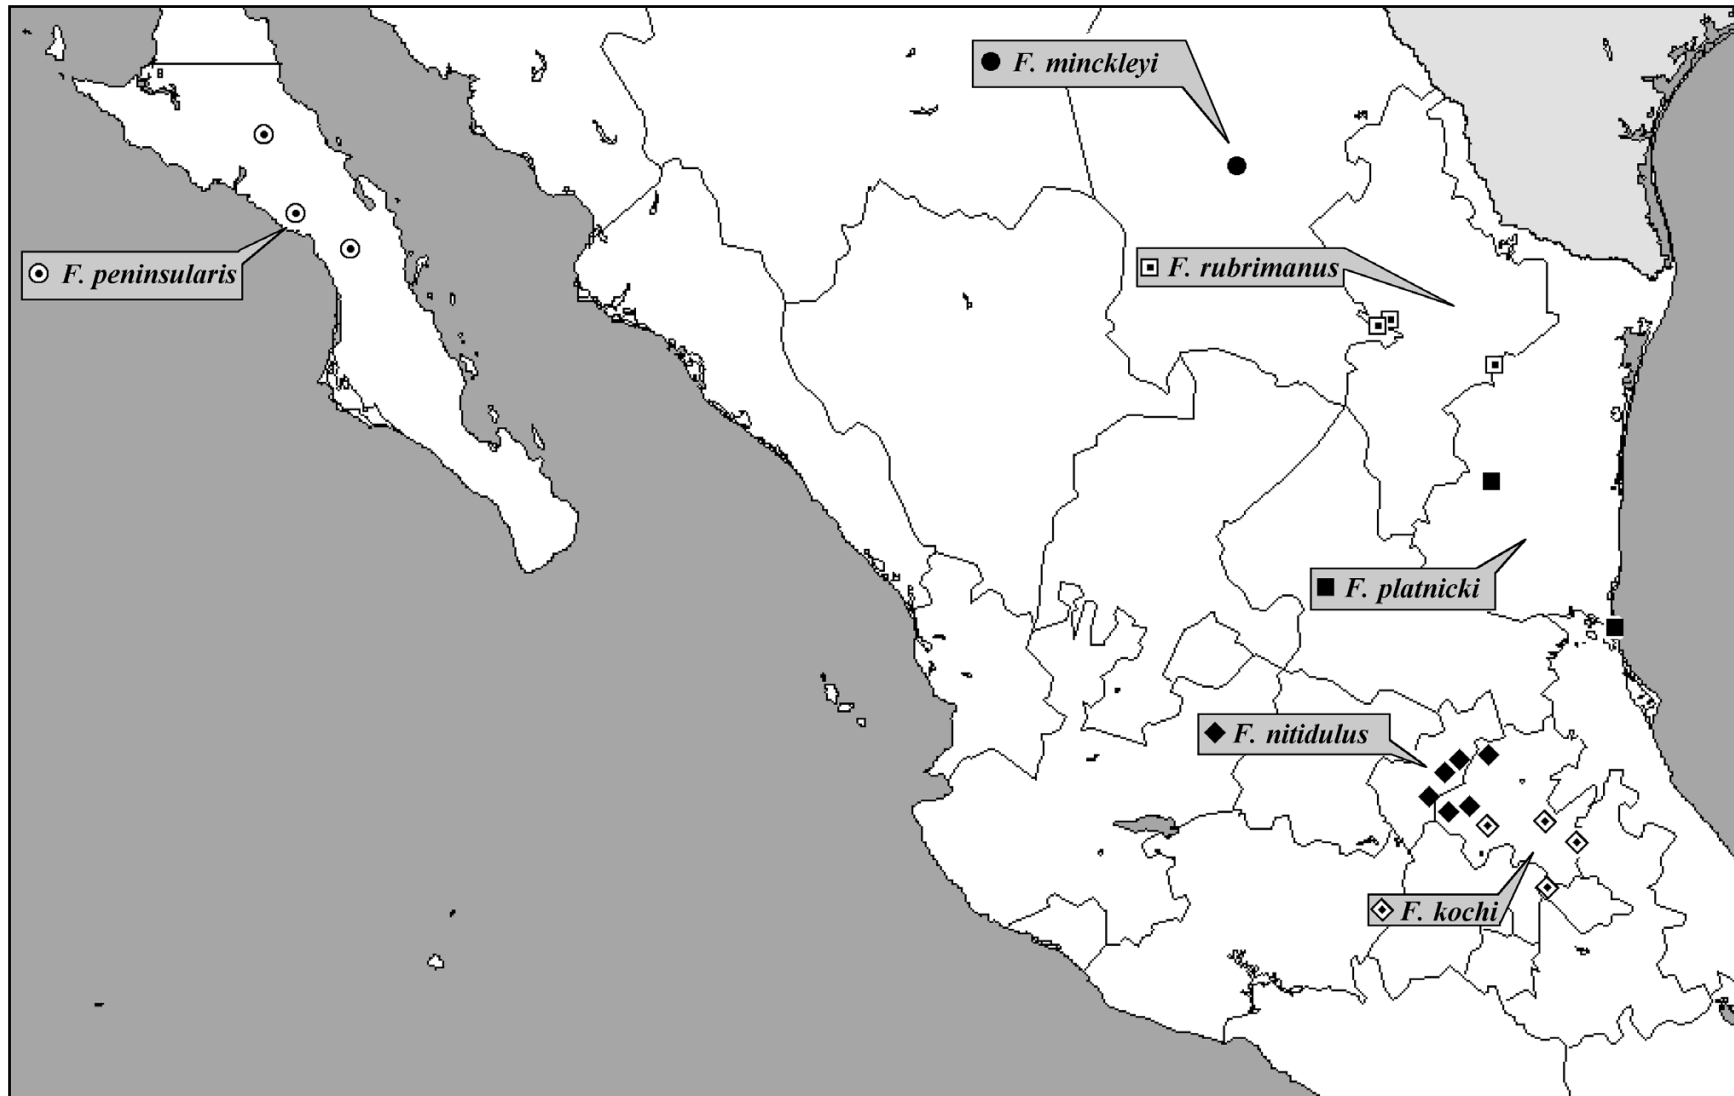 F. minckleyi
F. rubrimanus
F. peninsularis
F. platnicki
F. nitidulus
F. kochi